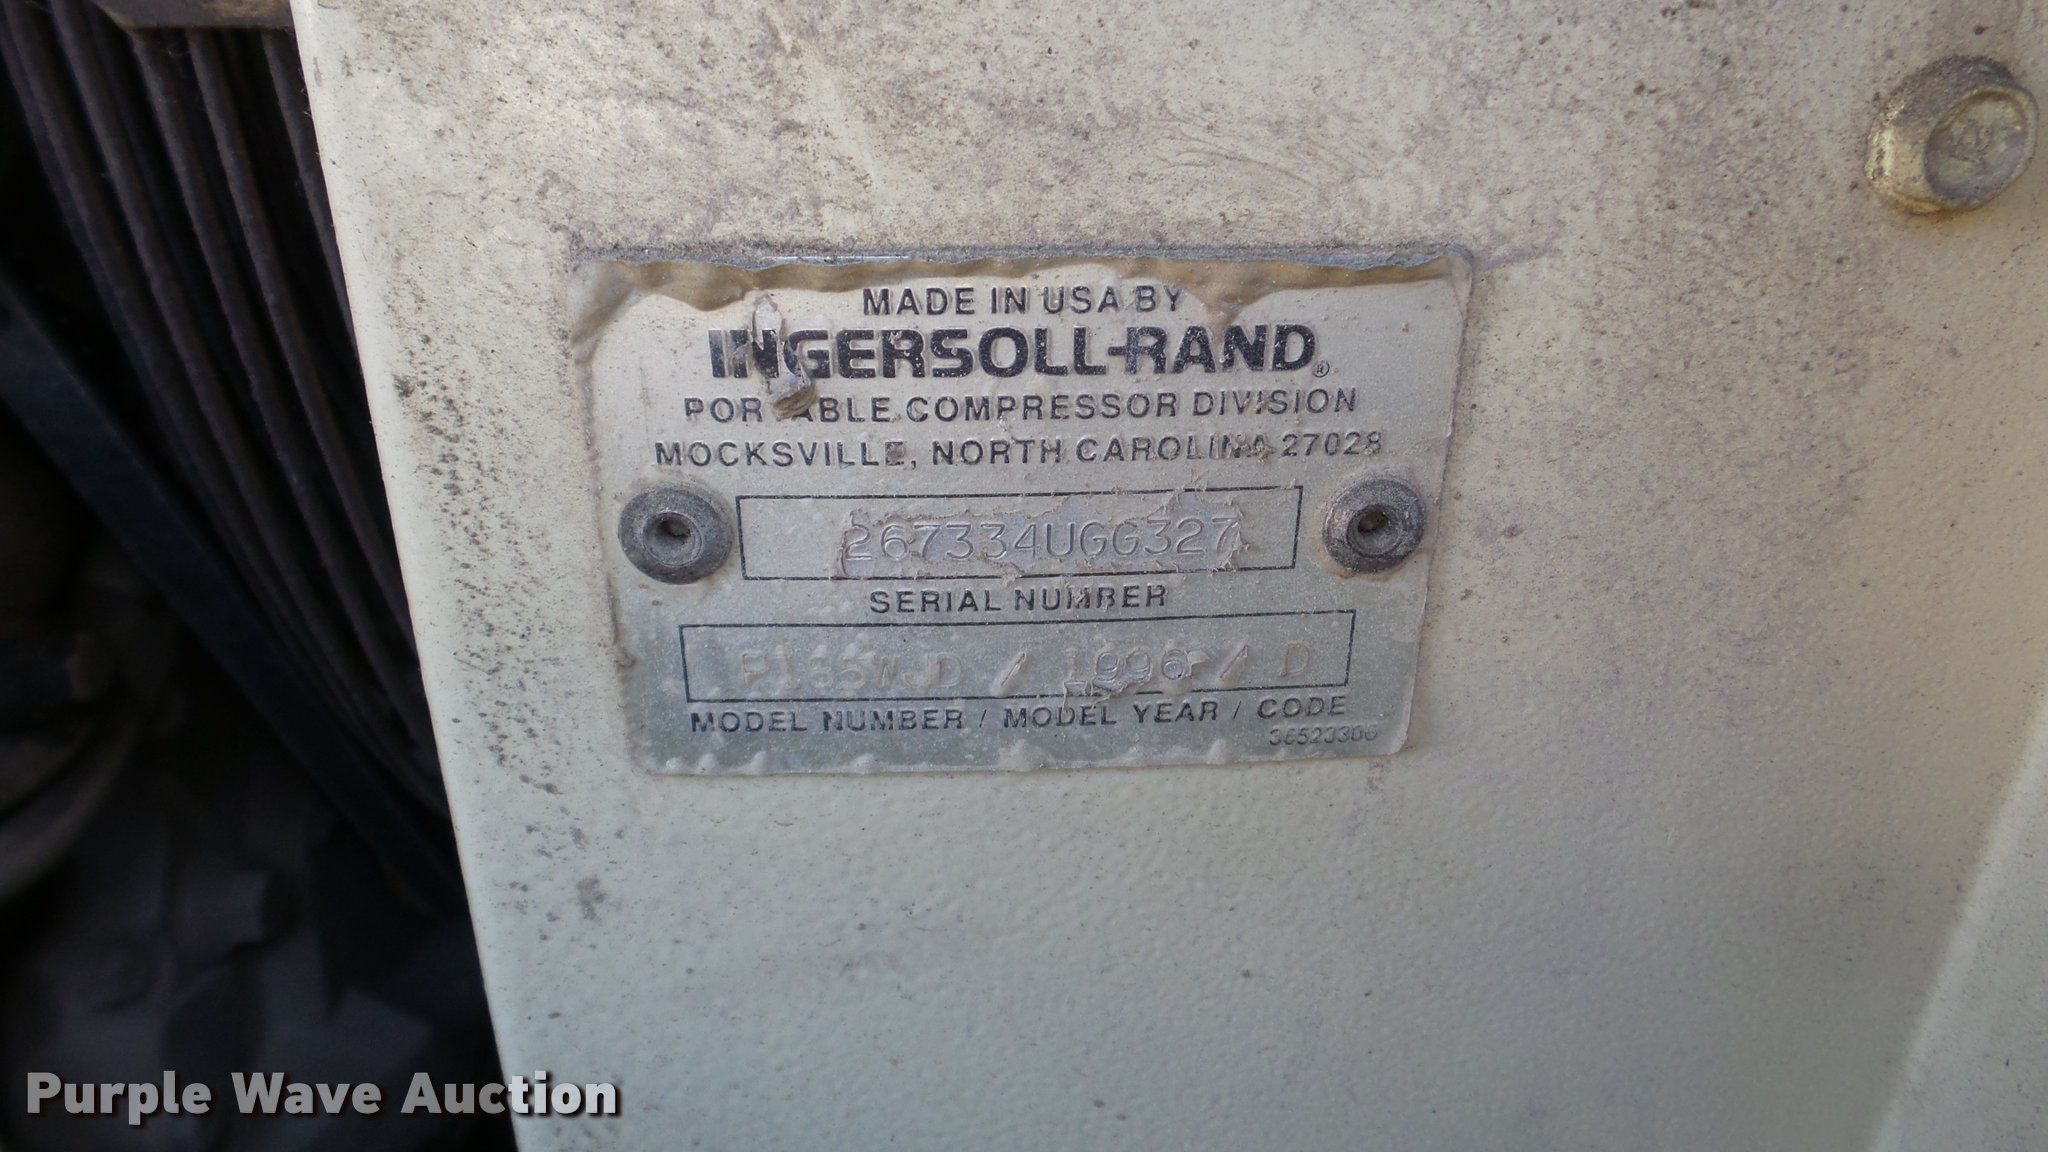 MADE IN USA BY
INGERSOLL-RAND®
PORTABLE COMPRESSOR DIVISION
MOCKSVILLE, NORTH CAROLINA 27028
267334UGG327
SERIAL NUMBER
P185WJD / 1996 / D
MODEL NUMBER / MODEL YEAR / CODE
36523306
Purple Wave Auction